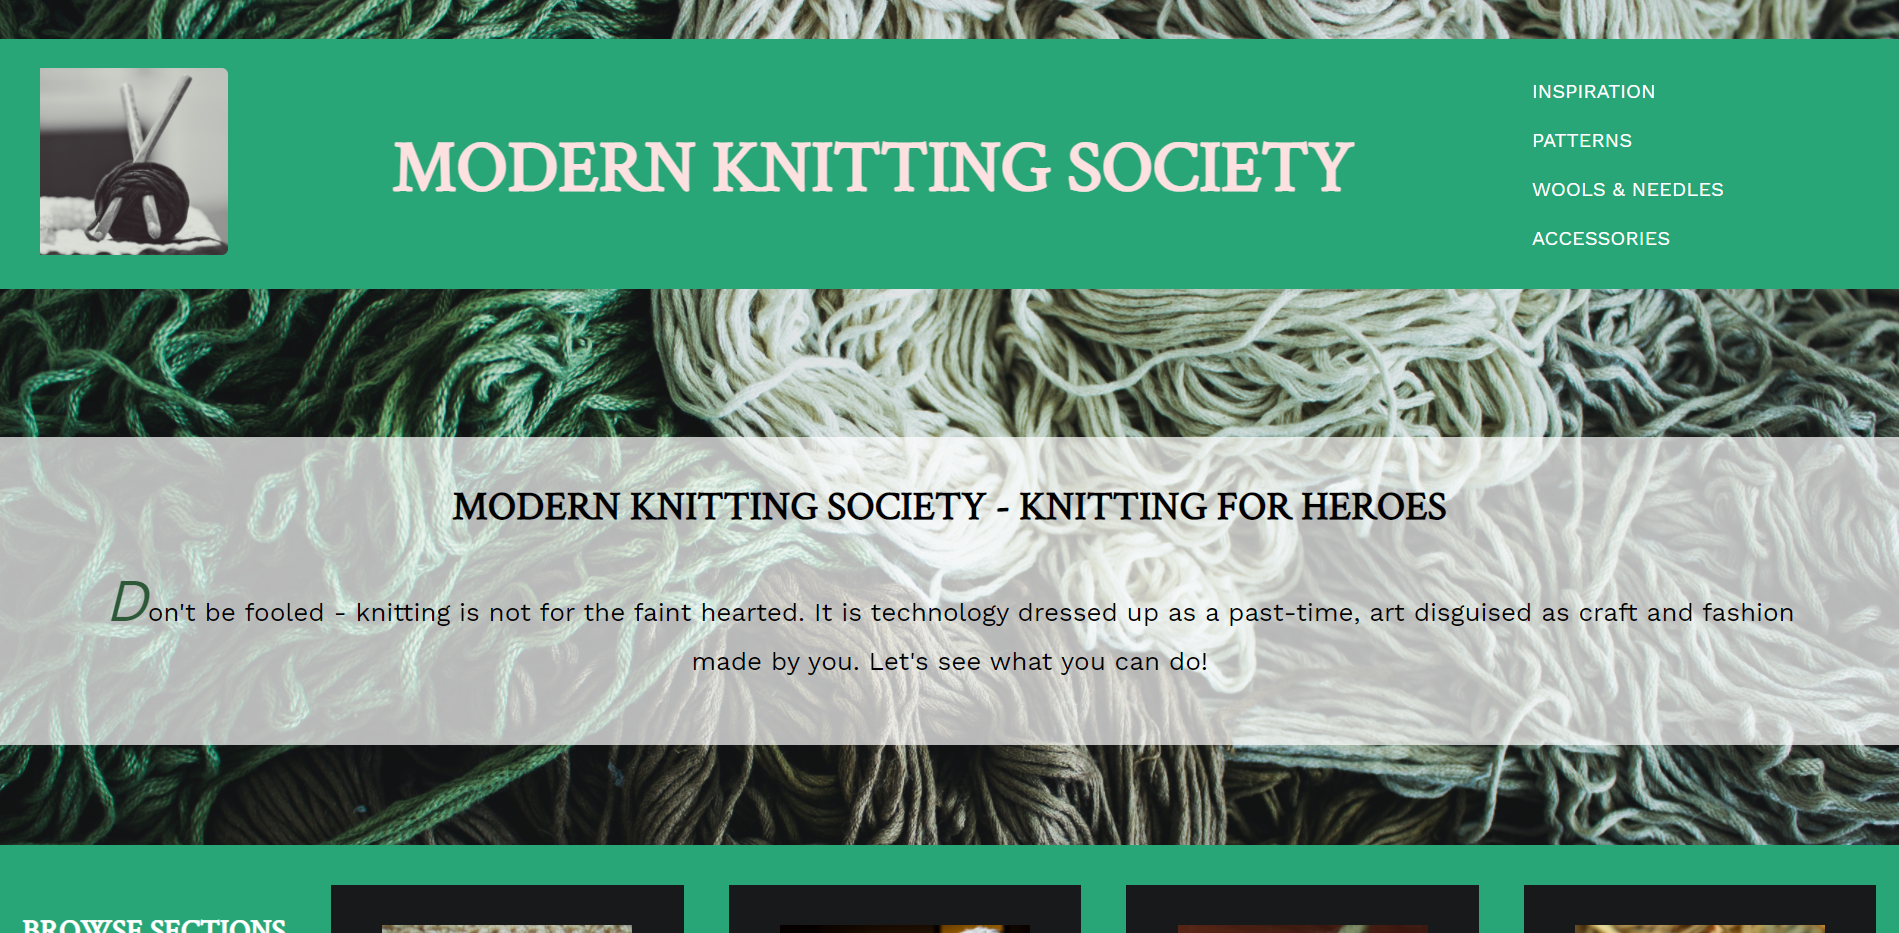 MODERN KNITTING SOCIETY
INSPIRATION
PATTERNS
WOOLS & NEEDLES
ACCESSORIES
MODERN KNITTING SOCIETY - KNITTING FOR HEROES
Don't be fooled - knitting is not for the faint hearted. It is technology dressed up as a past-time, art disguised as craft and fashion
made by you. Let's see what you can do!
BROWSE SECTIONS